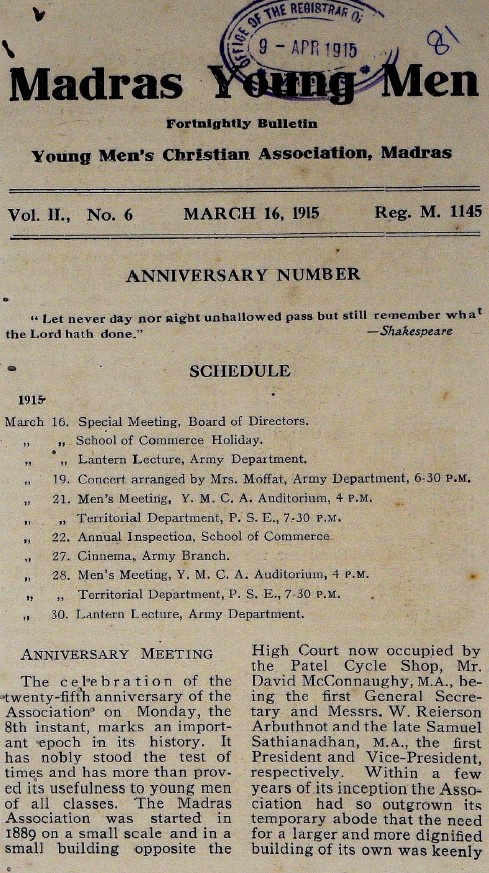 OFFICE OF THE REGISTRAR O
9 - APR 1915
81
Madras Young Men
Fortnightly Bulletin
Young Men's Christian Association, Madras
Vol. II., No. 6 MARCH 16, 1915 Reg. M. 1145
ANNIVERSARY NUMBER
" Let never day nor night unhallowed pass but still remember what
the Lord hath done." —Shakespeare
SCHEDULE
1915-
March 16. Special Meeting, Board of Directors.
„ „ School of Commerce Holiday.
„ „ Lantern Lecture, Army Department.
„ 19. Concert arranged by Mrs. Moffat, Army Department, 6-30 P.M.
„ 21. Men's Meeting, Y. M. C. A. Auditorium, 4 P.M.
„ „ Territorial Department, P. S. E., 7-30 P.M.
„ 22. Annual Inspection, School of Commerce
„ 27. Cinnema, Army Branch.
„ 28. Men's Meeting, Y. M. C. A. Auditorium, 4 P.M.
„ „ Territorial Department, P. S. E., 7-30 P.M.
„ 30. Lantern Lecture, Army Department.
ANNIVERSARY MEETING
The celebration of the
twenty-fifth anniversary of the
Association on Monday, the
8th instant, marks an import-
ant epoch in its history. It
has nobly stood the test of
times and has more than prov-
ed its usefulness to young men
of all classes. The Madras
Association was started in
1889 on a small scale and in a
small building opposite the
High Court now occupied by
the Patel Cycle Shop, Mr.
David McConnaughy, M.A., be-
ing the first General Secre-
tary and Messrs. W. Reierson
Arbuthnot and the late Samuel
Sathianadhan, M.A., the first
President and Vice-President,
respectively. Within a few
years of its inception the Asso-
ciation had so outgrown its
temporary abode that the need
for a larger and more dignified
building of its own was keenly